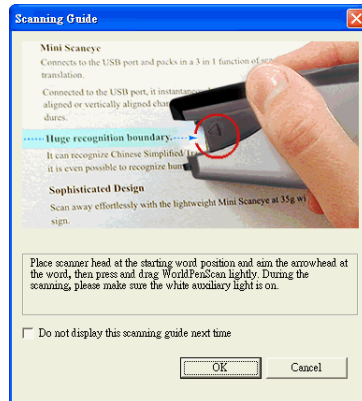 Scanning Guide
Mini Scaneye
Connects to the USB port and packs in a 3 in 1 function of
translation.
Connected to the USB port, it
aligned or vertically aligned
dures.
Huge recognition boundary.
It can recognize Chinese Simplified/
it is even possible to recognize
Sophisticated Design
Scan away effortlessly with the lightweight Mini Scaneye at 35g
sign.
Place scanner head at the starting word position and aim the arrowhead at
the word, then press and drag WorldPenScan lightly. During the
scanning, please make sure the white auxiliary light is on.
Do not display this scanning guide next time
OK
Cancel